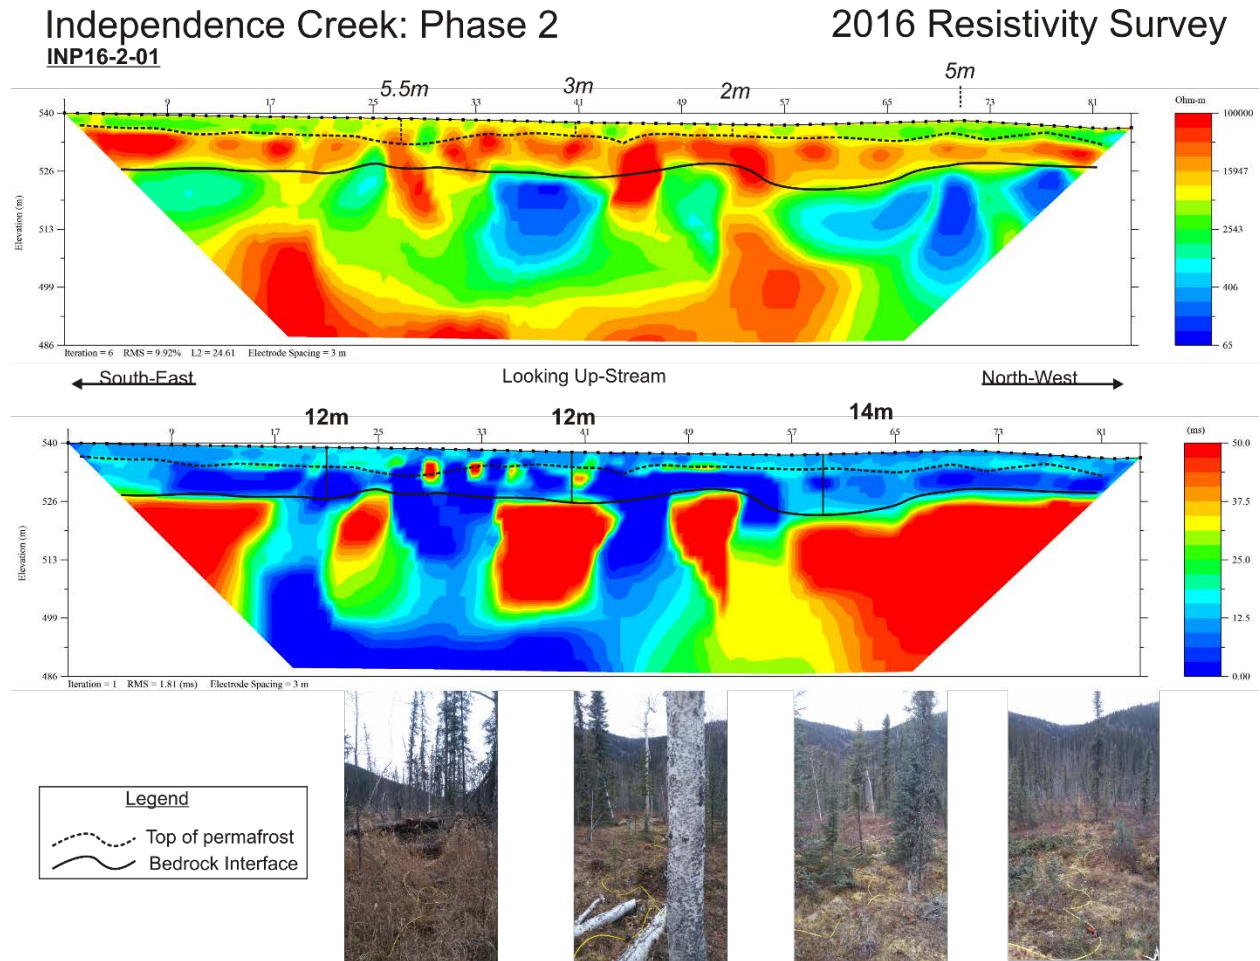 Independence Creek: Phase 2
2016 Resistivity Survey
INP16-2-01
5.5m
3m
2m
5m
1 9 17 25 33 41 49 57 65 73 81
Ohm-m
540
526
513
499
486
Elevation (m)
100000
15947
2543
406
65
Iteration = 6 RMS = 9.92% L2 = 24.61 Electrode Spacing = 3 m
South-East
Looking Up-Stream
North-West
12m
12m
14m
1 9 17 25 33 41 49 57 65 73 81
(ms)
540
526
513
499
486
Elevation (m)
50.0
37.5
25.0
12.5
0.00
Iteration = 1 RMS = 1.81 (ms) Electrode Spacing = 3 m
Legend
Top of permafrost
Bedrock Interface